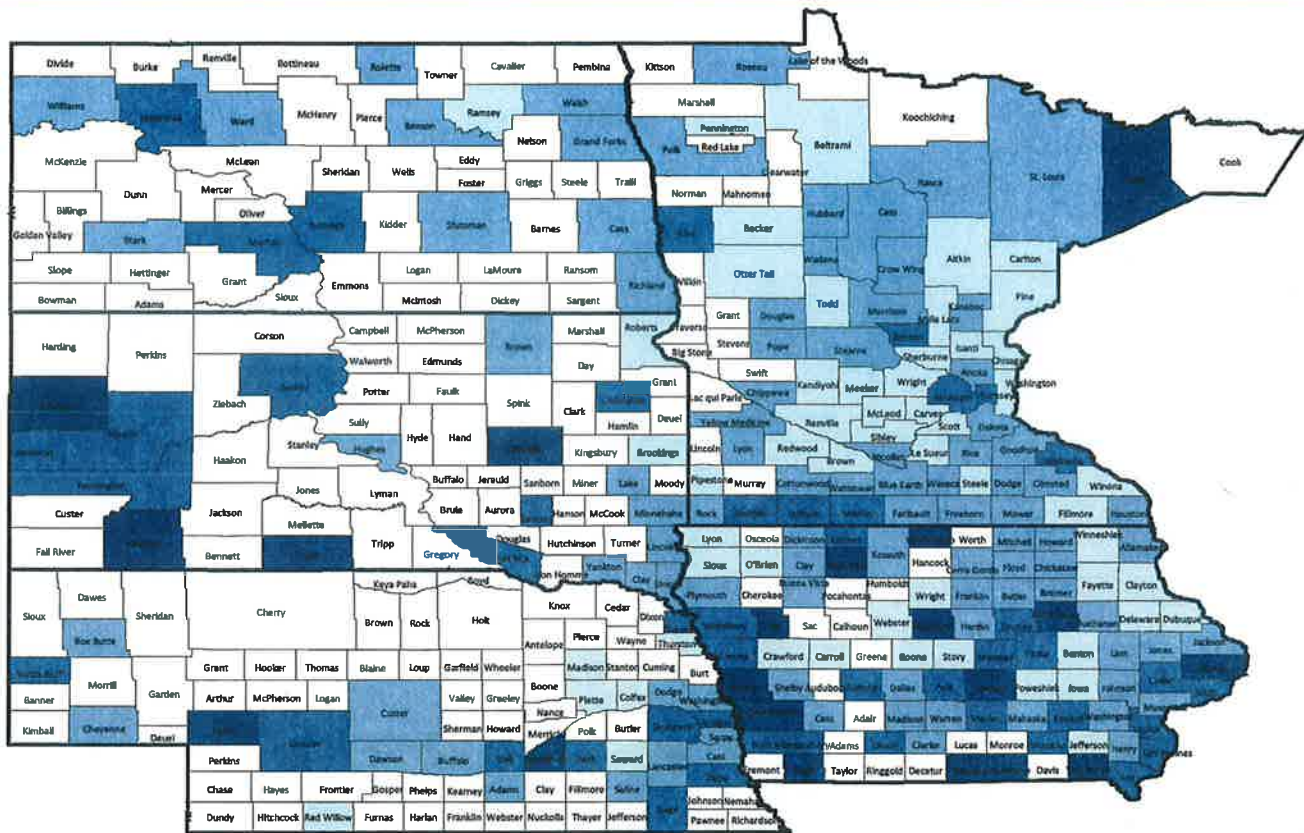 Divide
Burke
Renville
Bottineau
Rolette
Towner
Cavalier
Pembina
Kittson
Roseau
Lake of the Woods
Williams
Ward
McHenry
Pierce
Benson
Ramsey
Walsh
Marshall
Koochiching
Pennington
Beltrami
Cook
McKenzie
McLean
Sheridan
Wells
Eddy
Foster
Nelson
Grand Forks
Griggs
Steele
Traill
Polk
Red Lake
Clearwater
Itasca
St. Louis
Dunn
Mercer
Oliver
Norman
Mahnomen
Billings
Golden Valley
Stark
Kidder
Stutsman
Barnes
Cass
Becker
Hubbard
Cass
Slope
Hettinger
Grant
Sioux
Emmons
Logan
LaMoure
Ransom
Richland
Wilkin
Otter Tail
Wadena
Crow Wing
Aitkin
Carlton
Bowman
Adams
McIntosh
Dickey
Sargent
Grant
Douglas
Todd
Morrison
Mille Lacs
Kanabec
Pine
Harding
Perkins
Corson
Campbell
McPherson
Brown
Marshall
Roberts
Traverse
Stevens
Pope
Stearns
Isanti
Walworth
Edmunds
Day
Big Stone
Sherburne
Chisago
Ziebach
Potter
Faulk
Grant
Swift
Kandiyohi
Meeker
Wright
Anoka
Washington
Sully
Spink
Clark
Hamlin
Deuel
Lac qui Parle
Chippewa
Renville
McLeod
Carver
Scott
Dakota
Haakon
Stanley
Hughes
Hyde
Hand
Kingsbury
Brookings
Yellow Medicine
Lincoln
Lyon
Redwood
Brown
Sibley
Nicollet
Le Sueur
Rice
Goodhue
Jones
Lyman
Buffalo
Jerauld
Sanborn
Miner
Lake
Moody
Pipestone
Murray
Cottonwood
Watonwan
Blue Earth
Waseca
Steele
Dodge
Olmsted
Winona
Custer
Jackson
Mellette
Brule
Aurora
Hanson
McCook
Minnehaha
Rock
Faribault
Freeborn
Mower
Fillmore
Houston
Fall River
Bennett
Tripp
Gregory
Douglas
Hutchinson
Turner
Lincoln
Yankton
Clay
Lyon
Osceola
Dickinson
Kossuth
Worth
Mitchell
Howard
Winneshiek
Sioux
O'Brien
Clay
Hancock
Cerro Gordo
Floyd
Chickasaw
Fayette
Clayton
Sioux
Dawes
Sheridan
Cherry
Keya Paha
Boyd
Knox
Cedar
Dixon
Plymouth
Cherokee
Buena Vista
Pocahontas
Humboldt
Wright
Franklin
Butler
Bremer
Box Butte
Brown
Rock
Holt
Antelope
Pierce
Wayne
Thurston
Sac
Calhoun
Webster
Hardin
Delaware
Dubuque
Banner
Morrill
Garden
Grant
Hooker
Thomas
Blaine
Loup
Garfield
Wheeler
Madison
Stanton
Cuming
Burt
Crawford
Carroll
Greene
Boone
Story
Benton
Linn
Jones
Jackson
Kimball
Cheyenne
Deuel
Arthur
McPherson
Logan
Custer
Valley
Greeley
Boone
Platte
Colfax
Dodge
Washington
Shelby
Audubon
Dallas
Polk
Poweshiek
Iowa
Johnson
Sherman
Howard
Nance
Merrick
Polk
Butler
Cass
Adair
Madison
Warren
Mahaska
Washington
Perkins
Dawson
Buffalo
Seward
Lancaster
Cass
Adams
Clarke
Lucas
Monroe
Jefferson
Henry
Chase
Hayes
Frontier
Gosper
Phelps
Kearney
Adams
Clay
Fillmore
Saline
Johnson
Nemaha
Taylor
Ringgold
Decatur
Davis
Dundy
Hitchcock
Red Willow
Furnas
Harlan
Franklin
Webster
Nuckolls
Thayer
Jefferson
Pawnee
Richardson